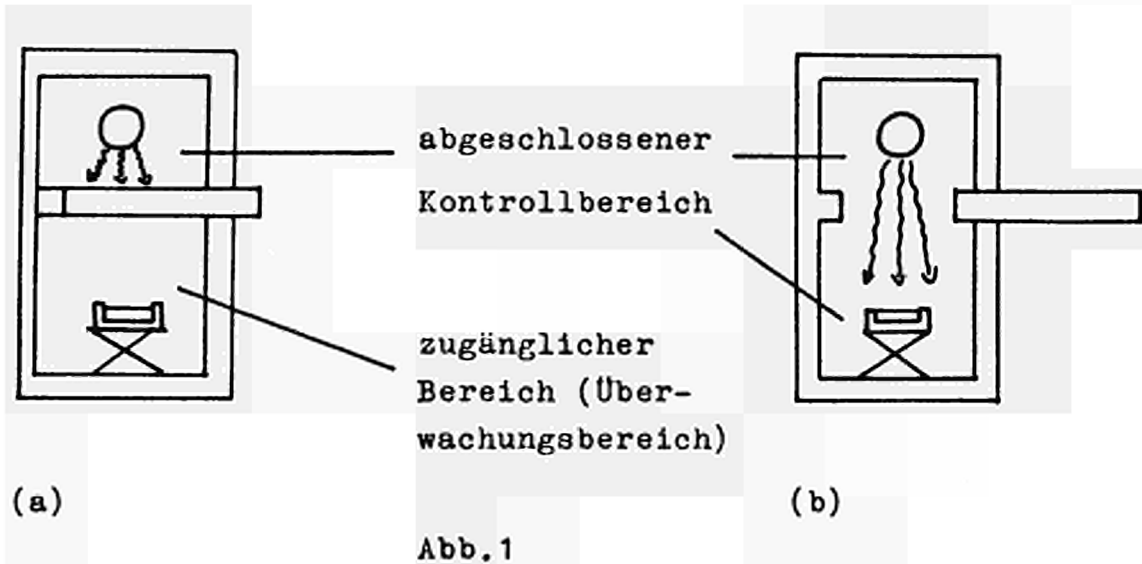 abgeschlossener
Kontrollbereich
zugänglicher
Bereich (Über-
wachungsbereich)
(a)
(b)
Abb.1